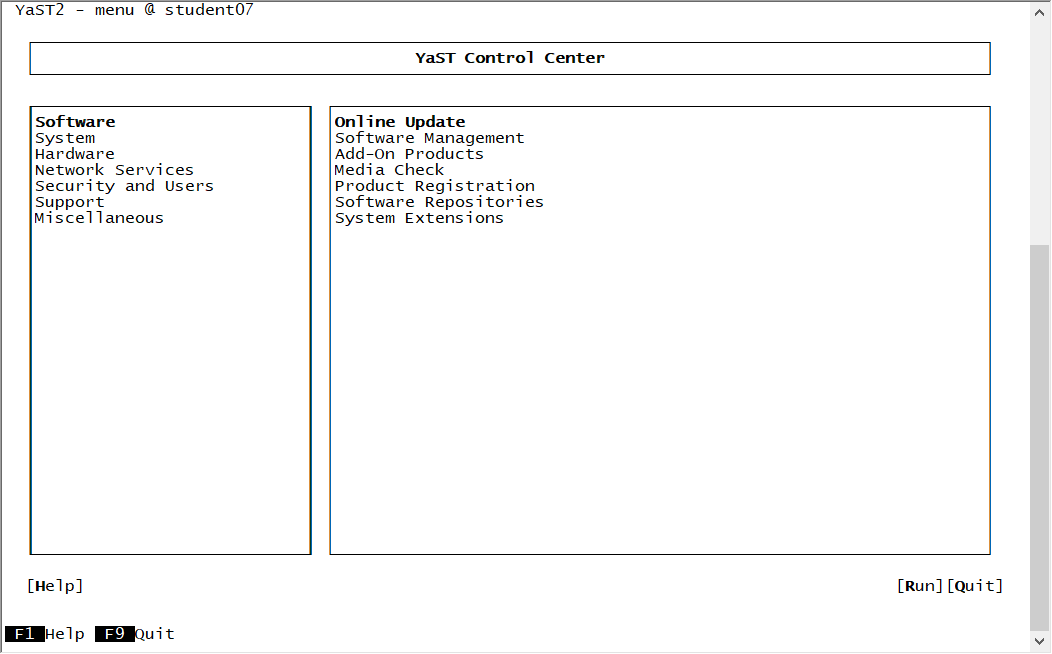 YaST2 - menu @ student07
YaST Control Center
Software
System
Hardware
Network Services
Security and Users
Support
Miscellaneous
Online Update
Software Management
Add-On Products
Media Check
Product Registration
Software Repositories
System Extensions
[Help] [Run][Quit]
F1 Help F9 Quit